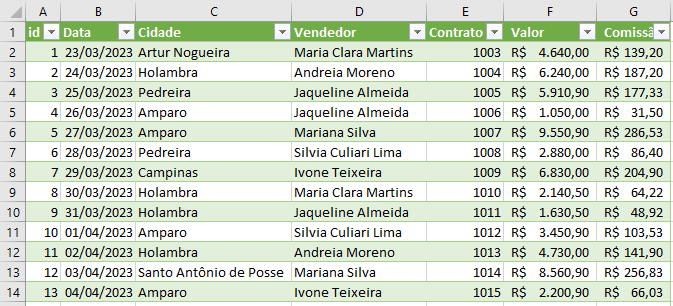 A B C D E F G
1 id Data Cidade Vendedor Contrato Valor Comissã
2 1 23/03/2023 Artur Nogueira Maria Clara Martins 1003 R$ 4.640,00 R$ 139,20
3 2 24/03/2023 Holambra Andreia Moreno 1004 R$ 6.240,00 R$ 187,20
4 3 25/03/2023 Pedreira Jaqueline Almeida 1005 R$ 5.910,90 R$ 177,33
5 4 26/03/2023 Amparo Jaqueline Almeida 1006 R$ 1.050,00 R$ 31,50
6 5 27/03/2023 Amparo Mariana Silva 1007 R$ 9.550,90 R$ 286,53
7 6 28/03/2023 Pedreira Silvia Culiari Lima 1008 R$ 2.880,00 R$ 86,40
8 7 29/03/2023 Campinas Ivone Teixeira 1009 R$ 6.830,00 R$ 204,90
9 8 30/03/2023 Holambra Maria Clara Martins 1010 R$ 2.140,50 R$ 64,22
10 9 31/03/2023 Holambra Jaqueline Almeida 1011 R$ 1.630,50 R$ 48,92
11 10 01/04/2023 Amparo Silvia Culiari Lima 1012 R$ 3.450,90 R$ 103,53
12 11 02/04/2023 Holambra Andreia Moreno 1013 R$ 4.730,00 R$ 141,90
13 12 03/04/2023 Santo Antônio de Posse Mariana Silva 1014 R$ 8.560,90 R$ 256,83
14 13 04/04/2023 Amparo Ivone Teixeira 1015 R$ 2.200,90 R$ 66,03